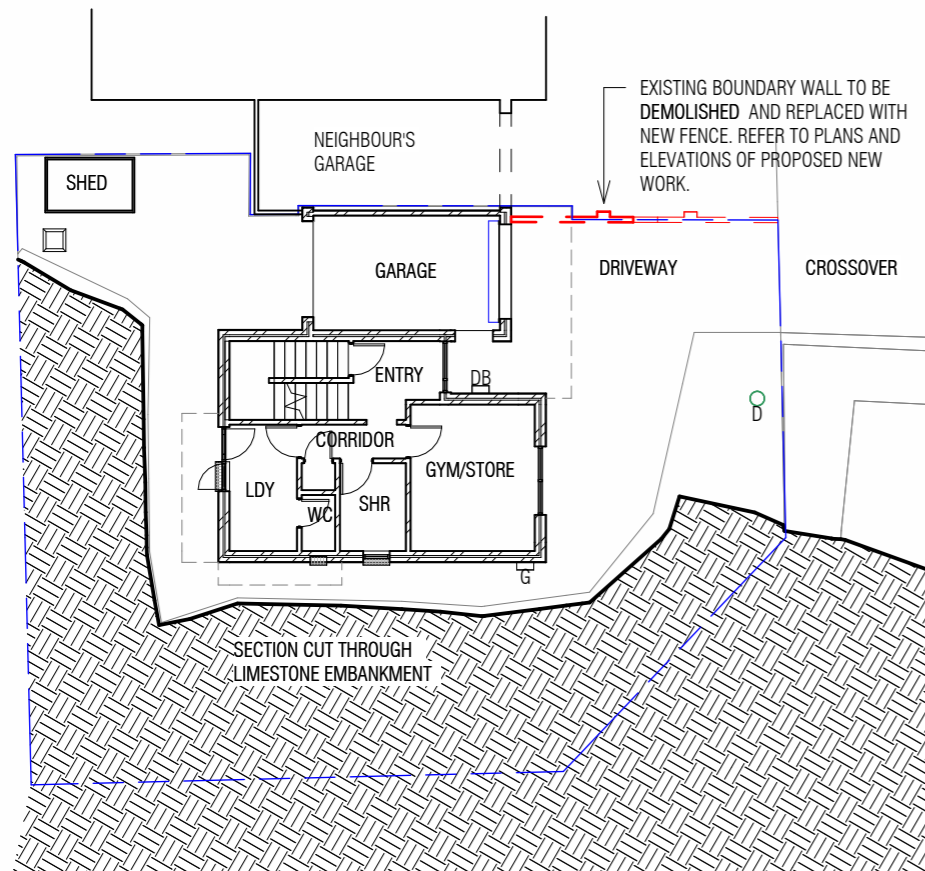 EXISTING BOUNDARY WALL TO BE
DEMOLISHED AND REPLACED WITH
NEW FENCE. REFER TO PLANS AND
ELEVATIONS OF PROPOSED NEW
WORK.
NEIGHBOUR'S
GARAGE
SHED
GARAGE
DRIVEWAY
CROSSOVER
ENTRY
DB
D
CORRIDOR
GYM/STORE
LDY
WC
SHR
G
SECTION CUT THROUGH
LIMESTONE EMBANKMENT